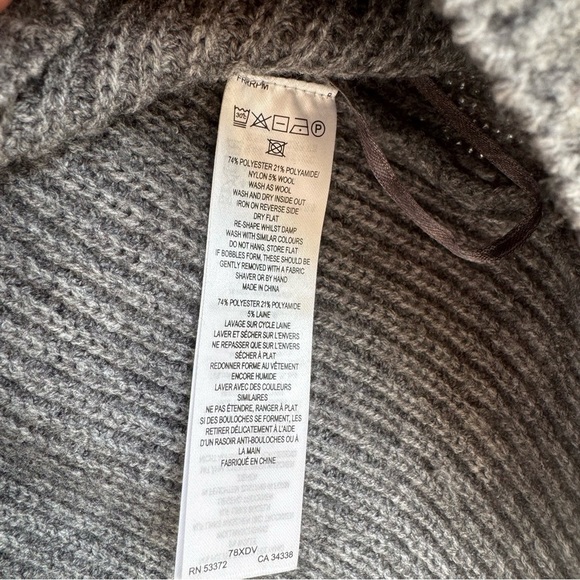 30
P
74% POLYESTER 21% POLYAMIDE/
NYLON 5% WOOL
WASH AS WOOL
WASH AND DRY INSIDE OUT
IRON ON REVERSE SIDE
DRY FLAT
RE-SHAPE WHILST DAMP
WASH WITH SIMILAR COLOURS
DO NOT HANG, STORE FLAT
IF BOBBLES FORM, THESE SHOULD BE
GENTLY REMOVED WITH A FABRIC
SHAVER OR BY HAND
MADE IN CHINA
74% POLYESTER 21% POLYAMIDE
5% LAINE
LAVAGE SUR CYCLE LAINE
LAVER ET SÉCHER SUR L'ENVERS
NE REPASSER QUE SUR L'ENVERS
SÉCHER À PLAT
REDONNER FORME AU VÊTEMENT
ENCORE HUMIDE
LAVER AVEC DES COULEURS
SIMILAIRES
NE PAS ÉTENDRE, RANGER À PLAT
SI DES BOULOCHES SE FORMENT, LES
RETIRER DÉLICATEMENT À L'AIDE
D'UN RASOIR ANTI-BOULOCHES OU À
LA MAIN
FABRIQUÉ EN CHINE
78XDV
RN 53372 CA 34338